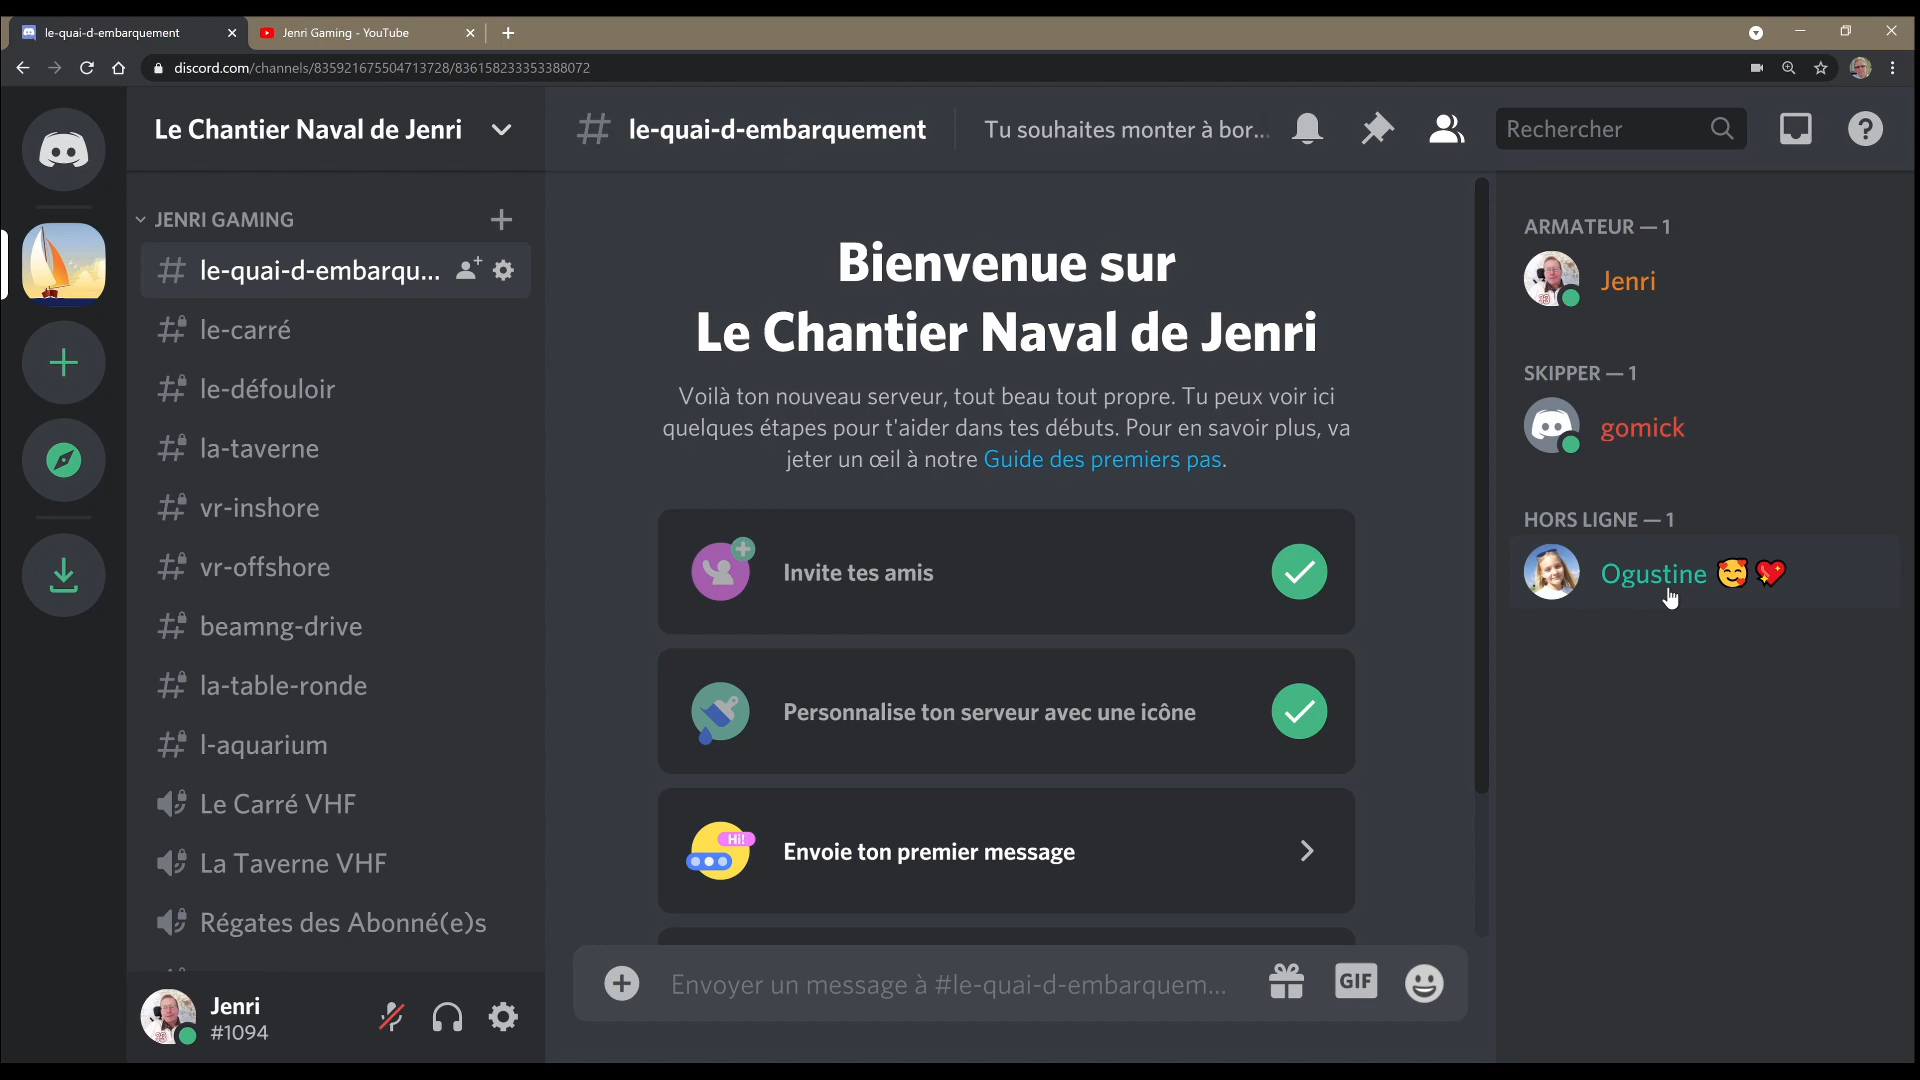 le-quai-d-embarquement
Jenri Gaming - YouTube
discord.com/channels/835921675504713728/836158233353388072
Le Chantier Naval de Jenri
le-quai-d-embarquement
Tu souhaites monter à bor...
Rechercher
JENRI GAMING
le-quai-d-embarqu...
le-carré
le-défouloir
la-taverne
vr-inshore
vr-offshore
beamng-drive
la-table-ronde
l-aquarium
Le Carré VHF
La Taverne VHF
Régates des Abonné(e)s
Jenri
#1094
Bienvenue sur
Le Chantier Naval de Jenri
Voilà ton nouveau serveur, tout beau tout propre. Tu peux voir ici
quelques étapes pour t'aider dans tes débuts. Pour en savoir plus, va
jeter un œil à notre Guide des premiers pas.
Invite tes amis
Personnalise ton serveur avec une icône
Hi!
Envoie ton premier message
Envoyer un message à #le-quai-d-embarquem...
GIF
ARMATEUR — 1
Jenri
SKIPPER — 1
gomick
HORS LIGNE — 1
Ogustine 🥰 💖